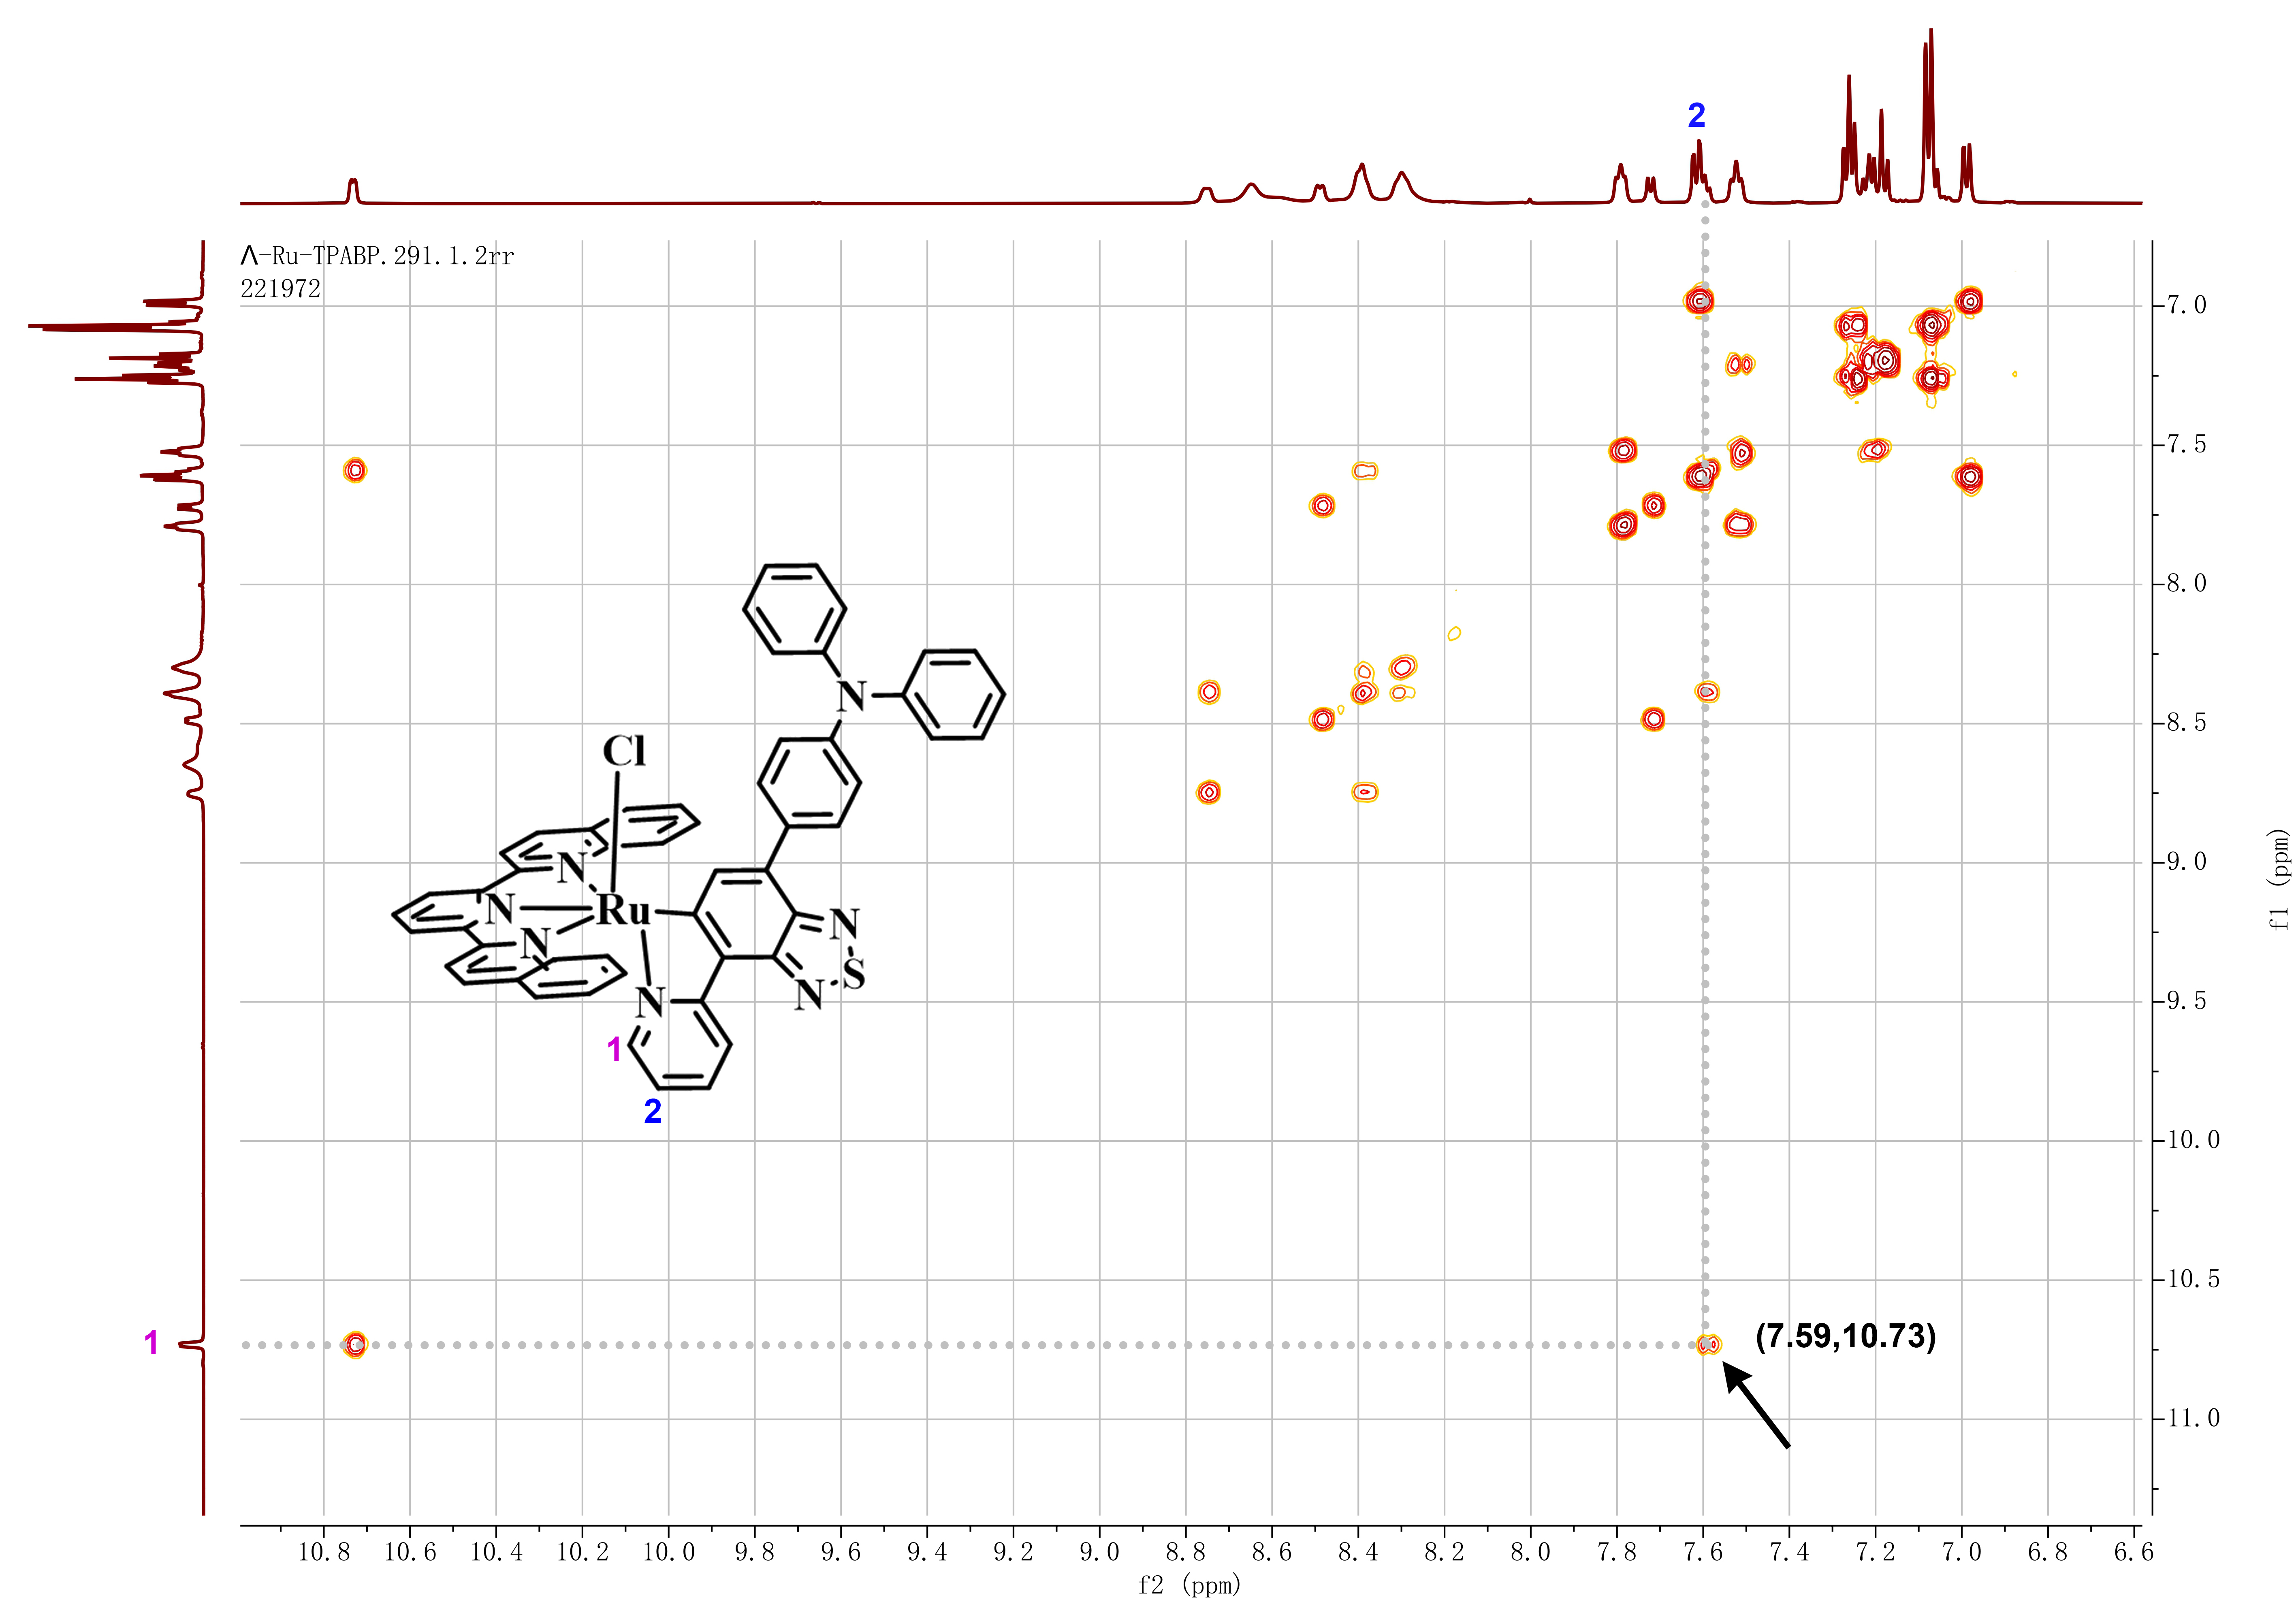 2
Λ-Ru-TPABP.291.1.2rr
221972
7.0
7.5
8.0
8.5
9.0
9.5
10.0
10.5
11.0
f1 (ppm)
N
Cl
N
N
Ru
N
N
S
N
N
1
2
1
(7.59,10.73)
10.8 10.6 10.4 10.2 10.0 9.8 9.6 9.4 9.2 9.0 8.8 8.6 8.4 8.2 8.0 7.8 7.6 7.4 7.2 7.0 6.8 6.6
f2 (ppm)